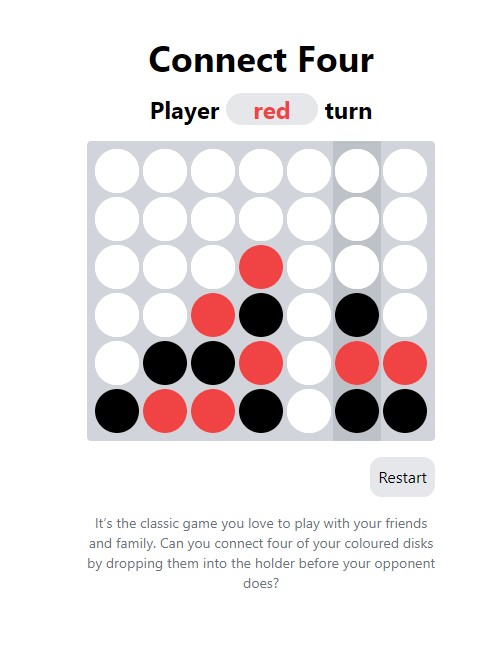 Connect Four
Player red turn
Restart
It’s the classic game you love to play with your friends
and family. Can you connect four of your coloured disks
by dropping them into the holder before your opponent
does?